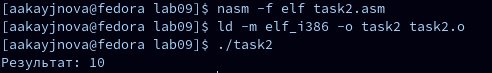 [aakayjnova@fedora lab09]$ nasm -f elf task2.asm
[aakayjnova@fedora lab09]$ ld -m elf_i386 -o task2 task2.o
[aakayjnova@fedora lab09]$ ./task2
Результат: 10